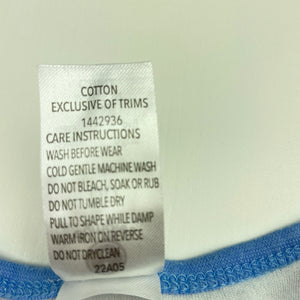 COTTON
EXCLUSIVE OF TRIMS
1442936
CARE INSTRUCTIONS
WASH BEFORE WEAR
COLD GENTLE MACHINE WASH
DO NOT BLEACH, SOAK OR RUB
DO NOT TUMBLE DRY
PULL TO SHAPE WHILE DAMP
WARM IRON ON REVERSE
DO NOT DRYCLEAN
22A05